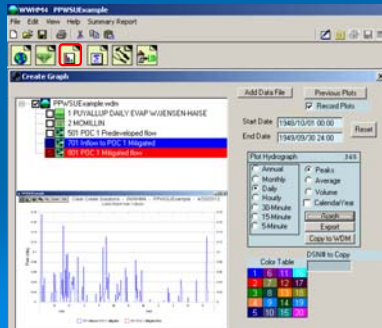 WWHM4 PPWSUExample
File Edit View Help Summary Report
Create Graph
PPWSUExample.wdm
1 PUYALLUP DAILY EVAP W/JENSEN-HAISE
2 MCMILLIN
501 POC 1 Predeveloped flow
701 Inflow to POC 1 Mitigated
801 POC 1 Mitigated flow
Add Data File
Previous Plots
Record Plots
Start Date 1948/10/01 00:00
End Date 1949/09/30 24:00
Reset
Plot Hydrograph 365
Annual
Monthly
Daily
Hourly
30-Minute
15-Minute
5-Minute
Peaks
Average
Volume
CalendarYear
Graph
Export
Copy to WDM
DSN# to Copy
Color Table
1 6 11 16
2 7 12 17
3 8 13 18
4 9 14 19
5 10 15 20